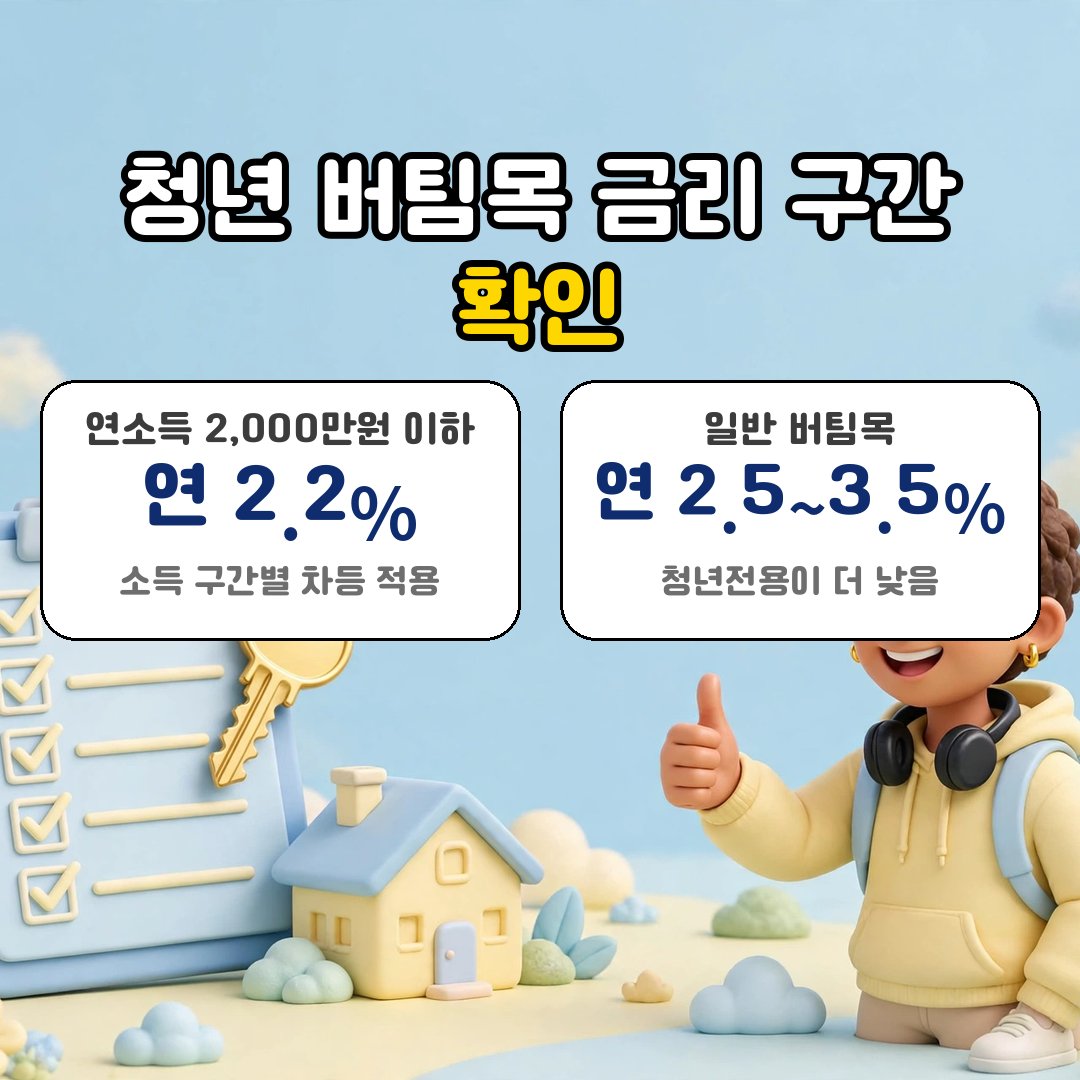 청년 버팀목 금리 구간
확인
연소득 2,000만원 이하
연 2.2%
소득 구간별 차등 적용
일반 버팀목
연 2.5~3.5%
청년전용이 더 낮음